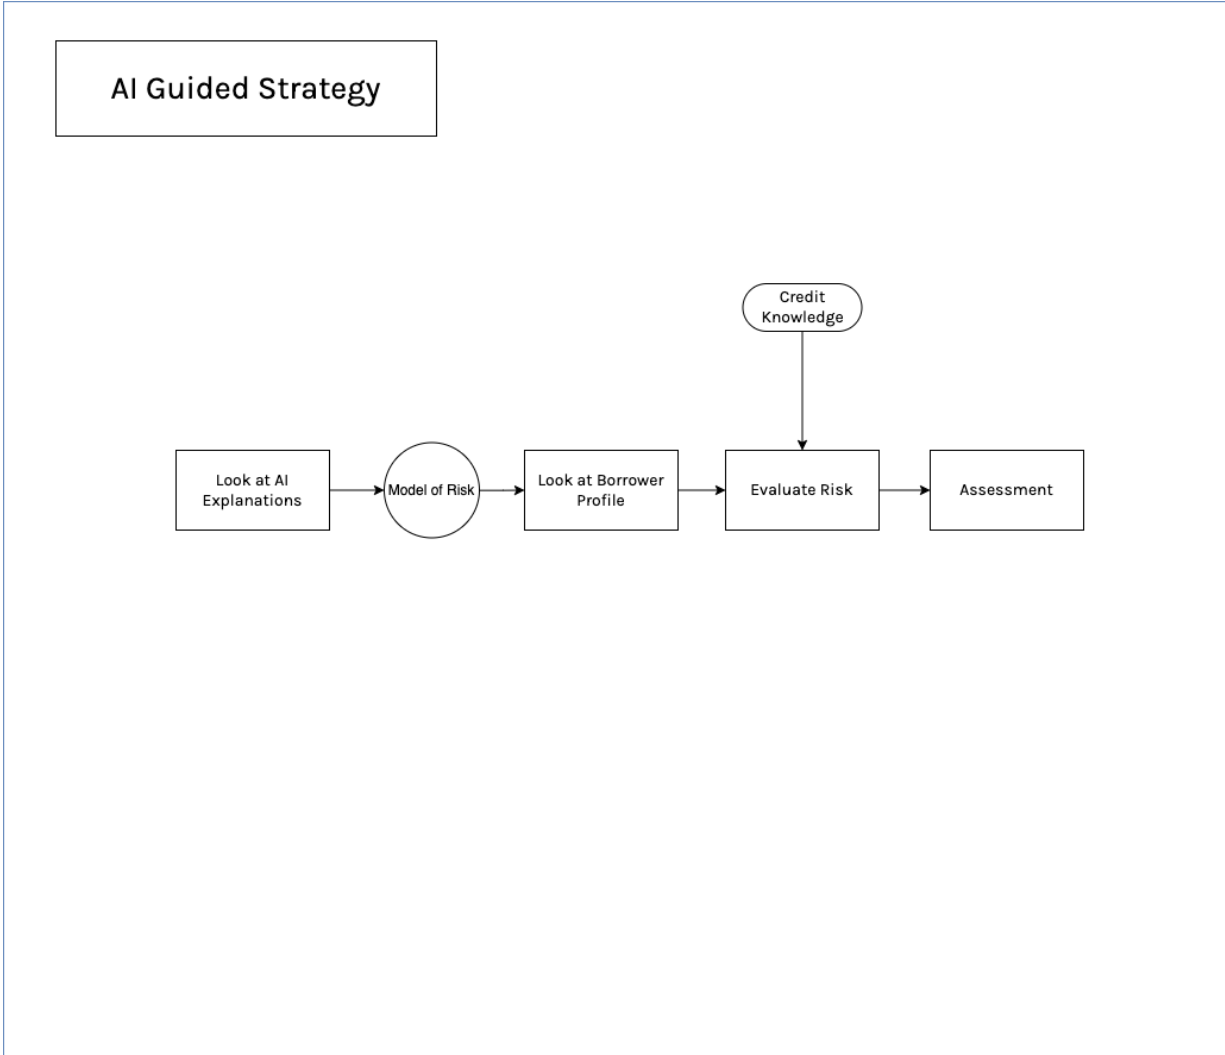 AI Guided Strategy
Credit
Knowledge
Look at AI
Explanations
Model of Risk
Look at Borrower
Profile
Evaluate Risk
Assessment